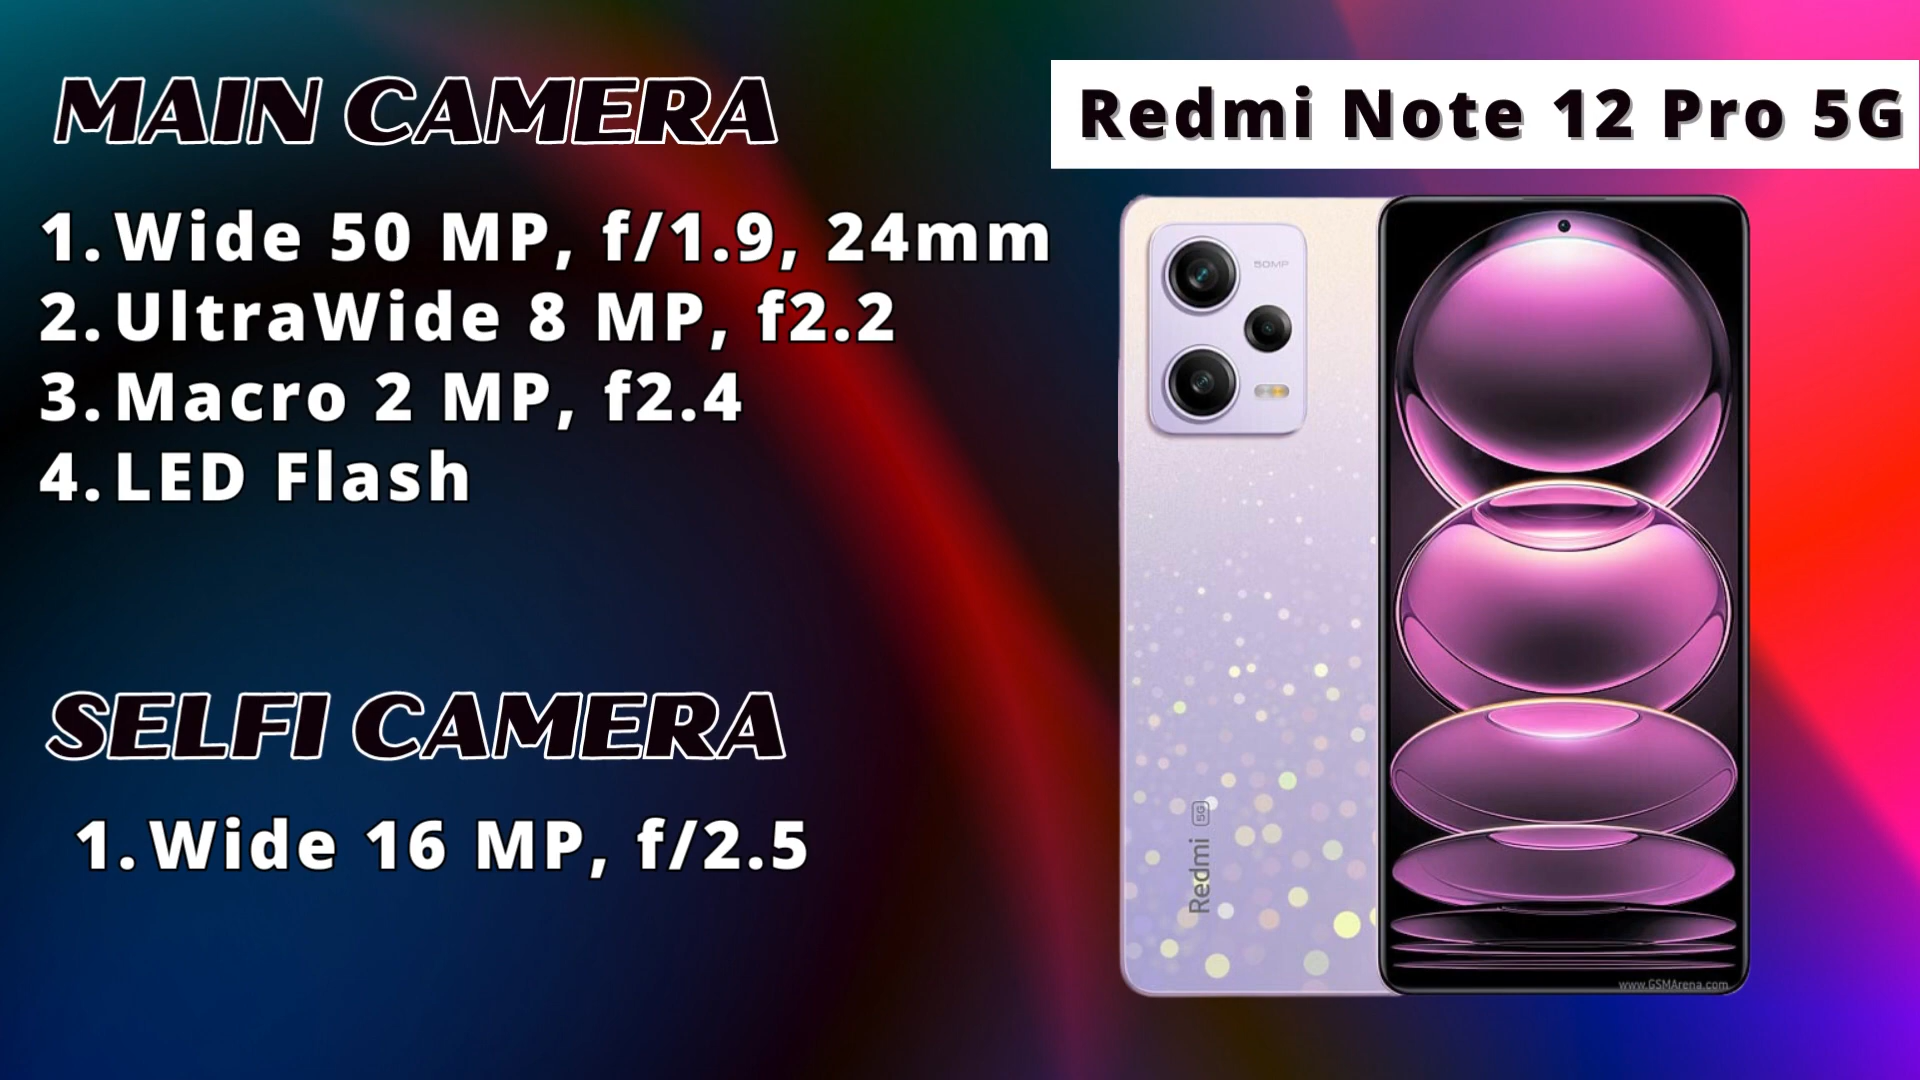 MAIN CAMERA
1. Wide 50 MP, f/1.9, 24mm
2. UltraWide 8 MP, f2.2
3. Macro 2 MP, f2.4
4. LED Flash
SELFI CAMERA
1. Wide 16 MP, f/2.5
Redmi Note 12 Pro 5G
50MP
Redmi 5G
www.GSMArena.com